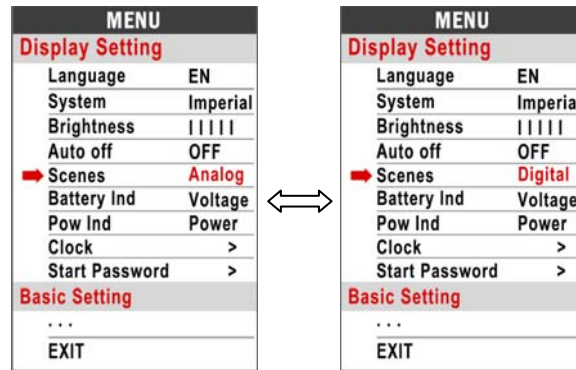 MENU
Display Setting
Language EN
System Imperial
Brightness IIIII
Auto off OFF
Scenes Analog
Battery Ind Voltage
Pow Ind Power
Clock >
Start Password >
Basic Setting
...
EXIT
MENU
Display Setting
Language EN
System Imperia
Brightness IIIII
Auto off OFF
Scenes Digital
Battery Ind Voltage
Pow Ind Power
Clock >
Start Password >
Basic Setting
...
EXIT